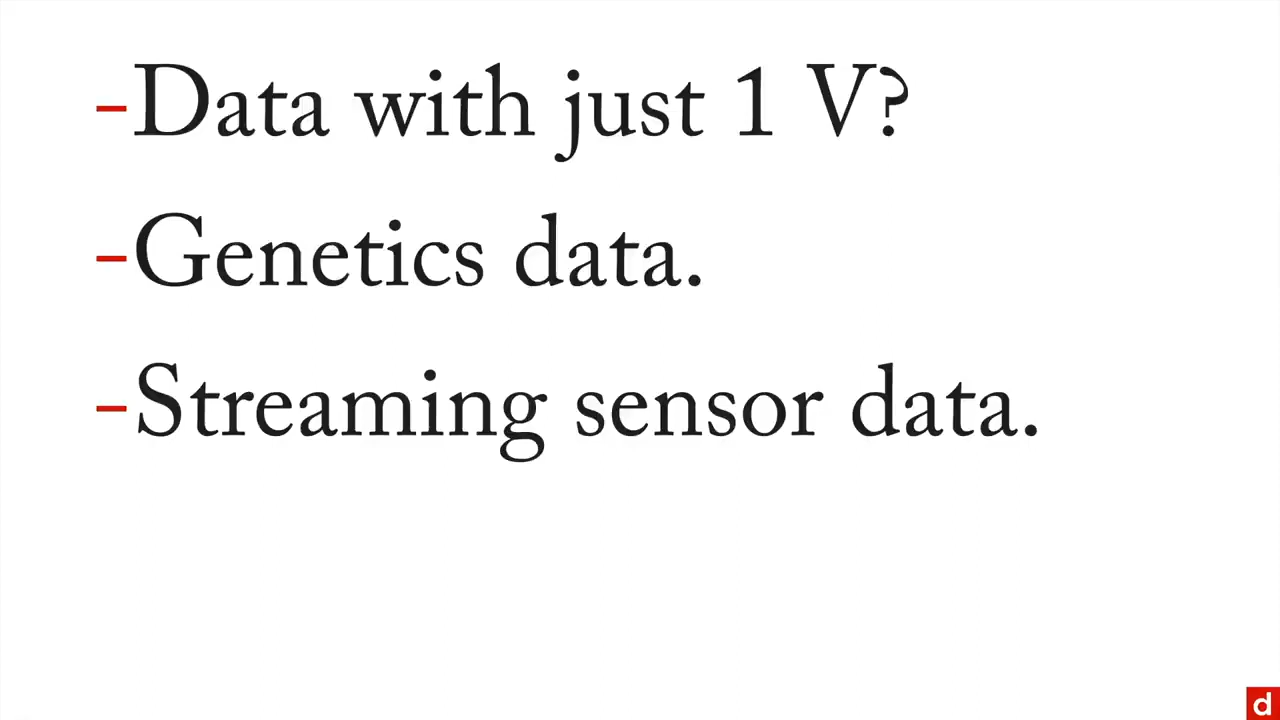 -Data with just 1 V?
-Genetics data.
-Streaming sensor data.
d